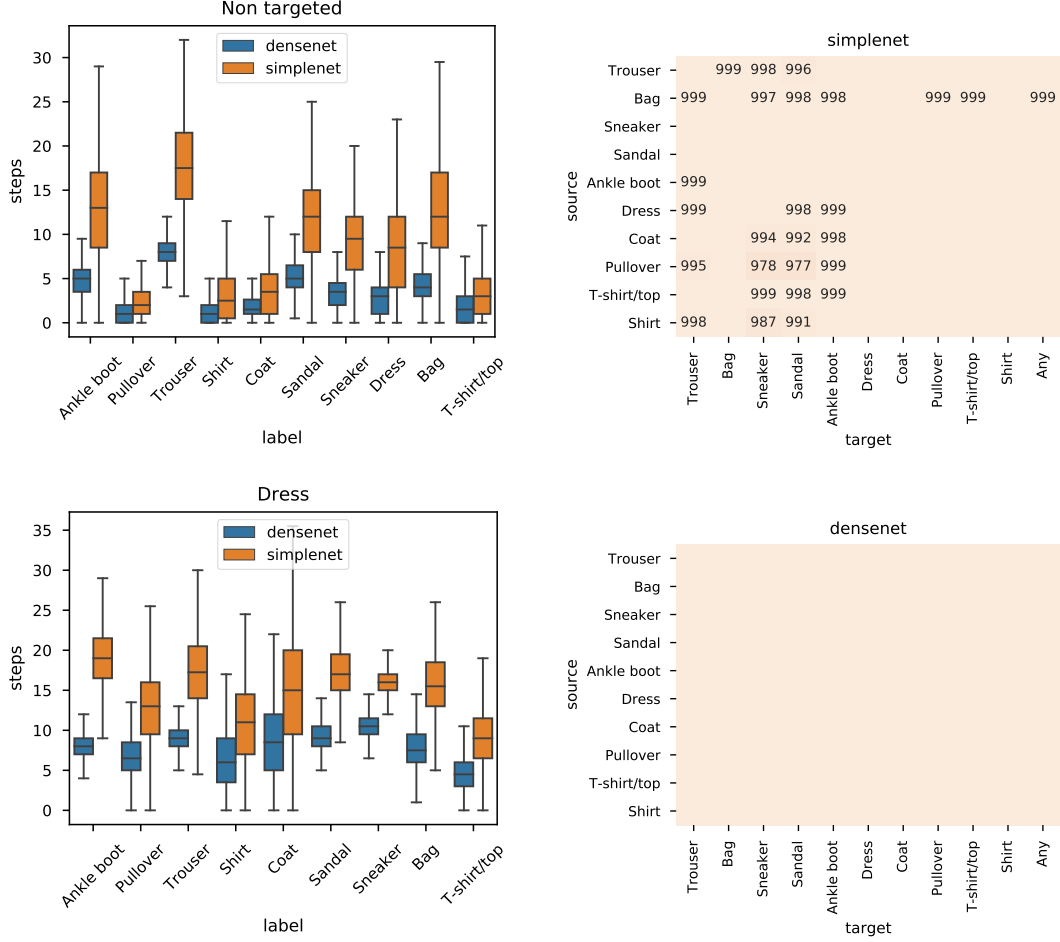 Non targeted
densenet
simplenet
steps
30
25
20
15
10
5
0
Ankle boot
Pullover
Trouser
Shirt
Coat
Sandal
Sneaker
Dress
Bag
T-shirt/top
label
simplenet
source
Trouser 999 998 996
Bag 999 997 998 998 999 999 999
Sneaker
Sandal
Ankle boot 999
Dress 999 998 999
Coat 994 992 998
Pullover 995 978 977 999
T-shirt/top 999 998 999
Shirt 998 987 991
Trouser
Bag
Sneaker
Sandal
Ankle boot
Dress
Coat
Pullover
T-shirt/top
Shirt
Any
target
Dress
densenet
simplenet
steps
35
30
25
20
15
10
5
0
Ankle boot
Pullover
Trouser
Shirt
Coat
Sandal
Sneaker
Bag
T-shirt/top
label
densenet
source
Trouser
Bag
Sneaker
Sandal
Ankle boot
Dress
Coat
Pullover
T-shirt/top
Shirt
Trouser
Bag
Sneaker
Sandal
Ankle boot
Dress
Coat
Pullover
T-shirt/top
Shirt
Any
target